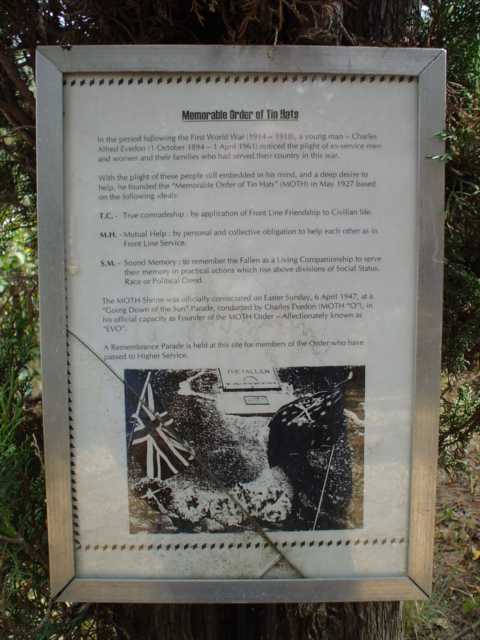 Memorable Order of Tin Hats
In the period following the First World War (1914 – 1918), a young man – Charles
Alfred Evedon (1 October 1894 – 1 April 1961) noticed the plight of ex-service men
and women and their families who had served their country in this war.
With the plight of these people still embedded in his mind, and a deep desire to
help, he founded the "Memorable Order of Tin Hats" (MOTH) in May 1927 based
on the following ideals:
T.C. - True comradeship : by application of Front Line Friendship to Civilian life.
M.H. - Mutual Help : by personal and collective obligation to help each other as in
Front Line Service.
S.M. - Sound Memory : to remember the Fallen as a Living Companionship to serve
their memory in practical actions which rise above divisions of Social Status,
Race or Political Creed.
The MOTH Shrine was officially consecrated on Easter Sunday, 6 April 1947, at a
"Going Down of the Sun" Parade, conducted by Charles Evedon (MOTH "O"), in
his official capacity as Founder of the MOTH Order – Affectionately known as
"EVO".
A Remembrance Parade is held at this site for members of the Order who have
passed to Higher Service.
THE FALLEN